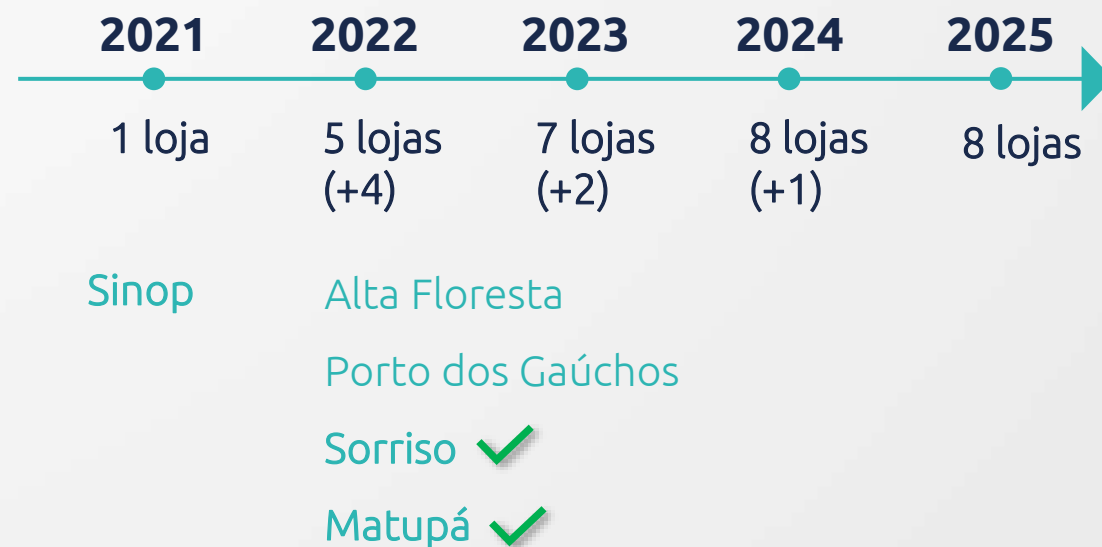 2021 2022 2023 2024 2025
1 loja 5 lojas 7 lojas 8 lojas 8 lojas
(+4) (+2) (+1)
Sinop Alta Floresta
Porto dos Gaúchos
Sorriso
Matupá